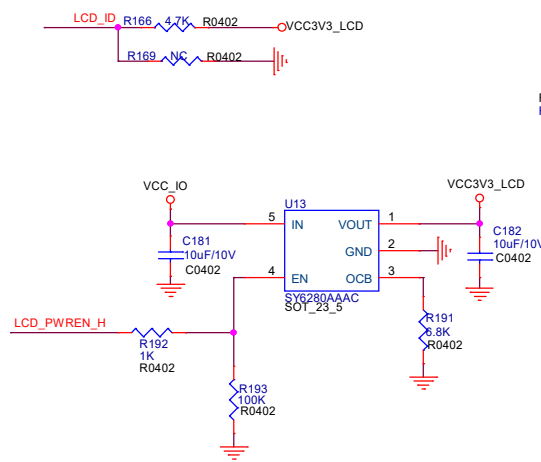 LCD_ID
R166 4.7K R0402 VCC3V3_LCD
R169 NC R0402
VCC_IO
VCC3V3_LCD
U13
5 IN VOUT 1
C181
10uF/10V
C0402
GND 2
C182
10uF/10V
C0402
4 EN OCB 3
SY6280AAAC
SOT_23_5
LCD_PWREN_H
R192
1K
R0402
R191
6.8K
R0402
R193
100K
R0402